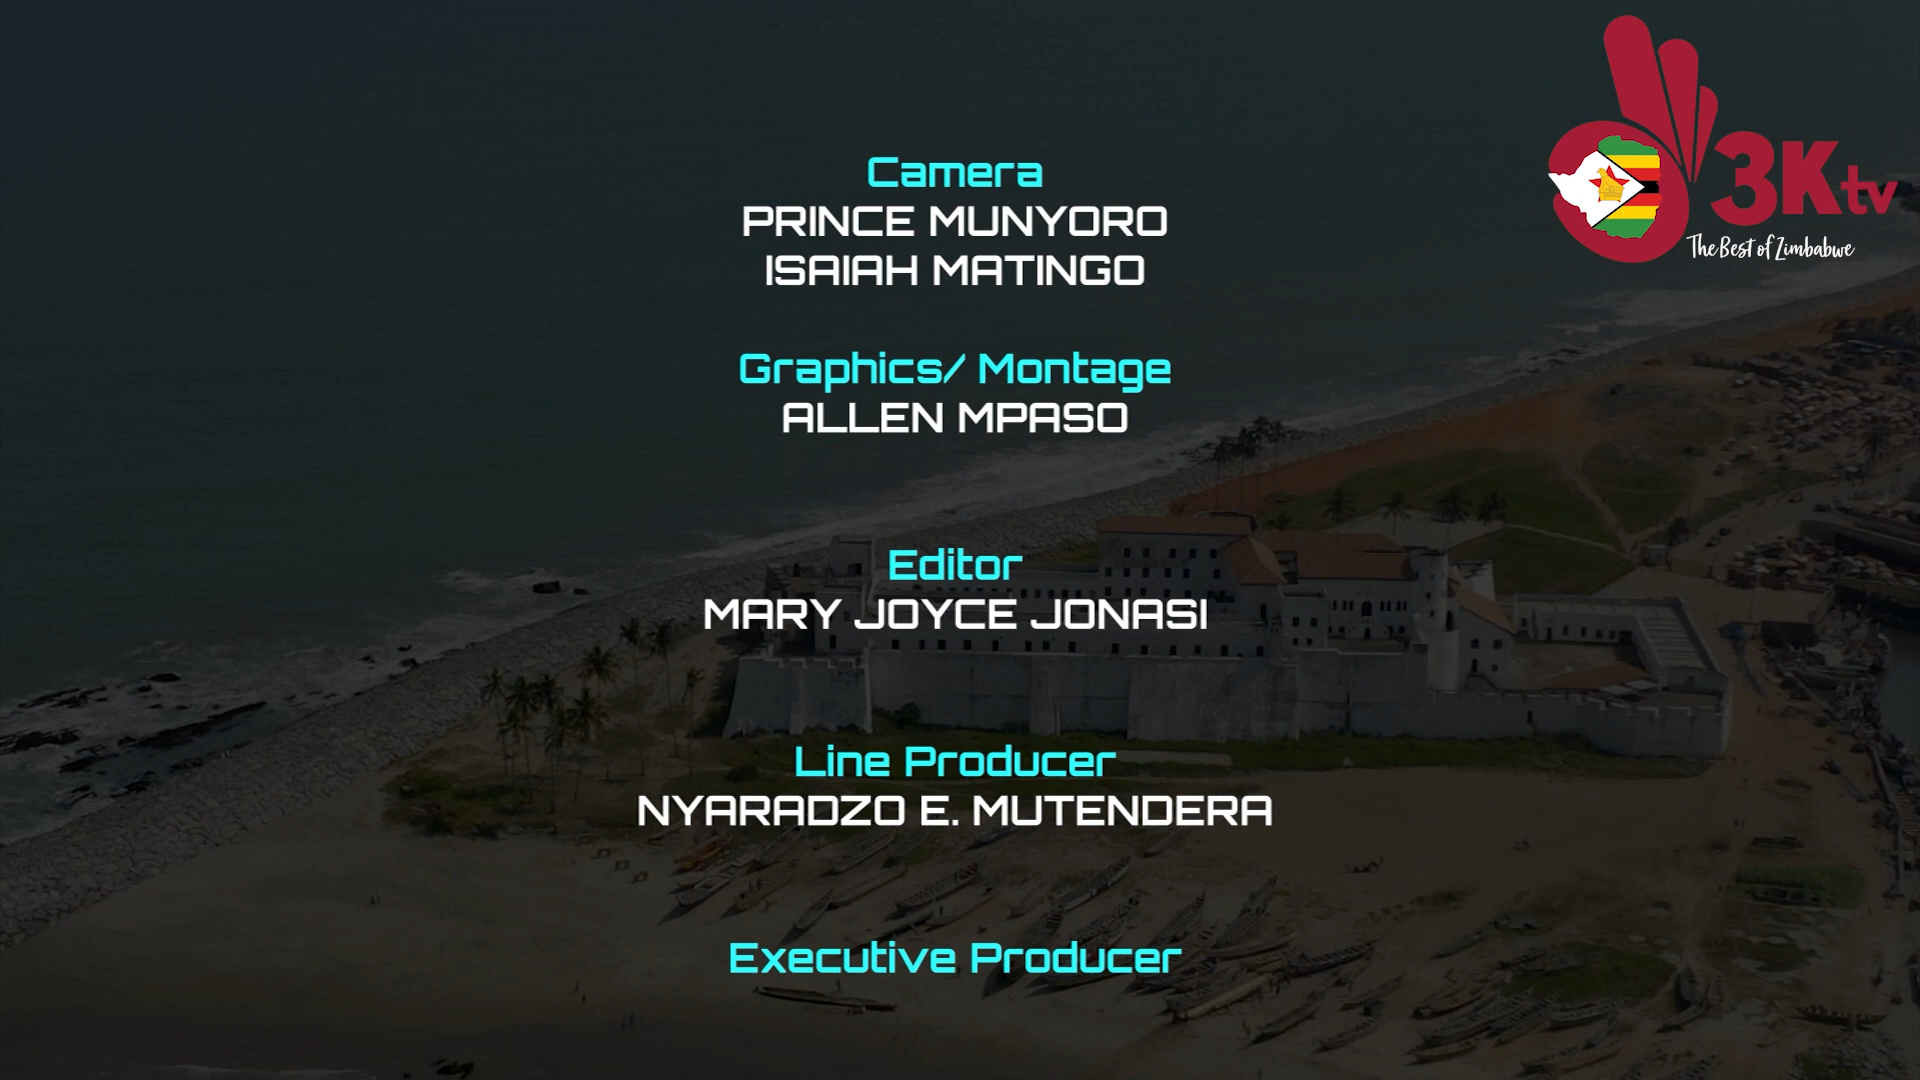 3Ktv
The Best of Zimbabwe
Camera
PRINCE MUNYORO
ISAIAH MATINGO
Graphics/ Montage
ALLEN MPASO
Editor
MARY JOYCE JONASI
Line Producer
NYARADZO E. MUTENDERA
Executive Producer